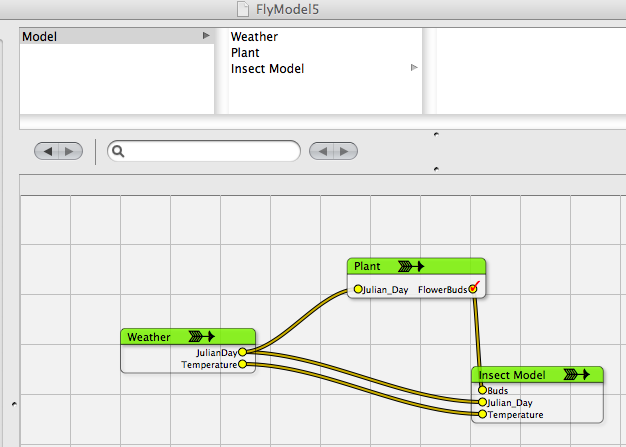 FlyModel5
Model
Weather
Plant
Insect Model
Plant
Julian_Day FlowerBuds
Weather
JulianDay
Temperature
Insect Model
Buds
Julian_Day
Temperature